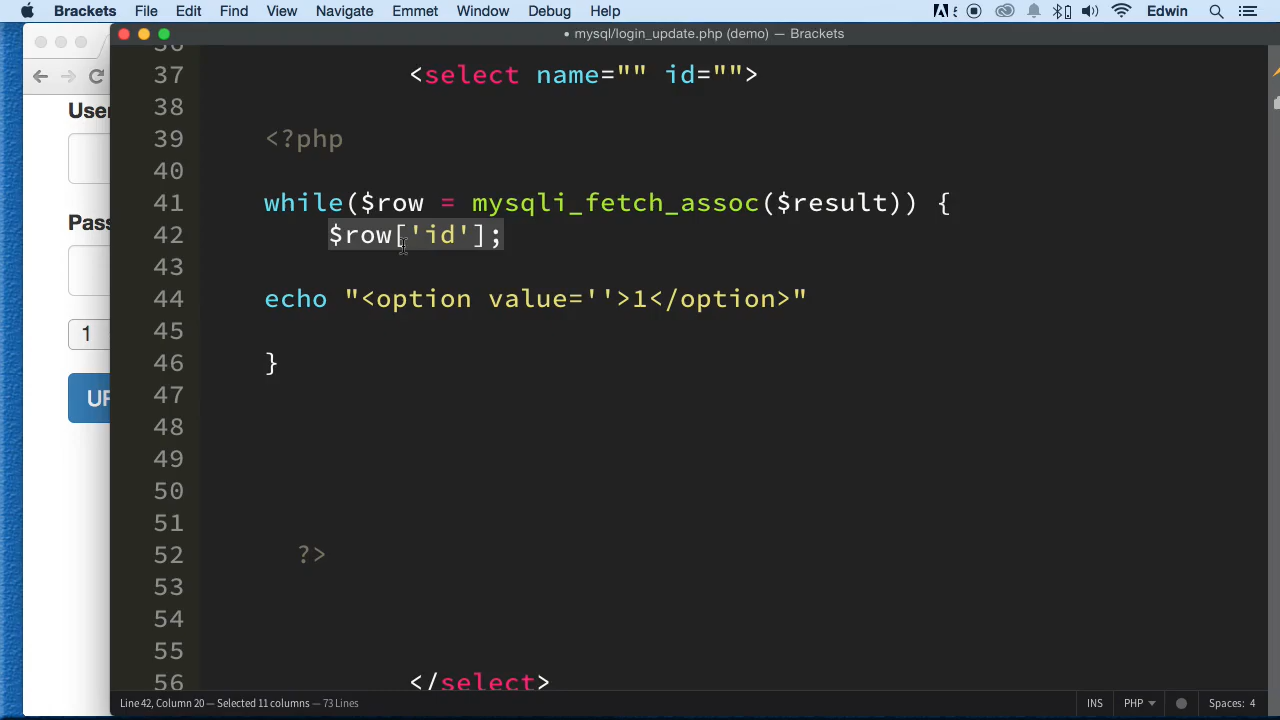 Brackets File Edit Find View Navigate Emmet Window Debug Help Edwin
mysql/login_update.php (demo) — Brackets
36
37 <select name="" id="">
38
39 <?php
40
41 while($row = mysqli_fetch_assoc($result)) {
42 $row['id'];
43
44 echo "<option value=''>1</option>"
45
46 }
47
48
49
50
51
52 ?>
53
54
55
56 </select>
User
Pass
1
UP
Line 42, Column 20 — Selected 11 columns — 73 Lines
INS PHP Spaces: 4